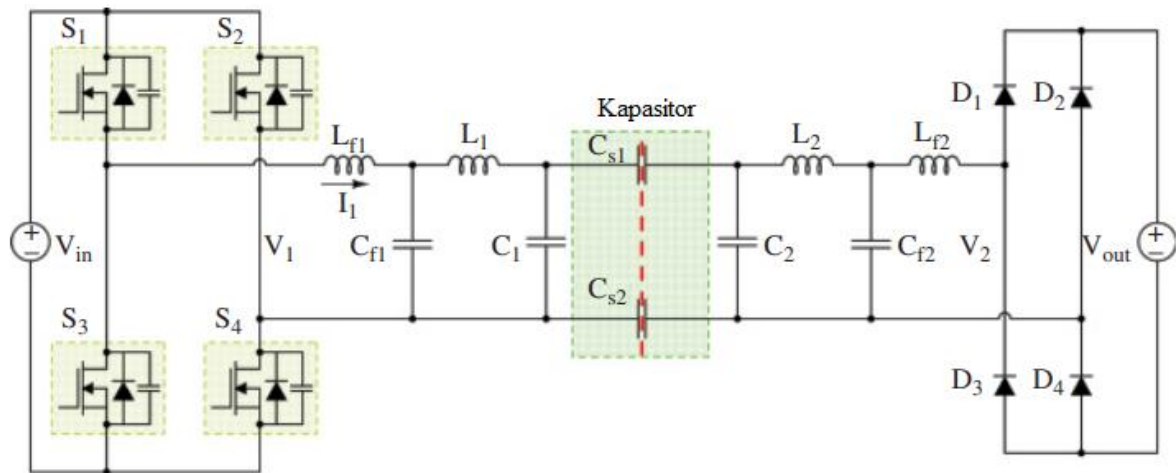 S1
S2
Kapasitor
D1
D2
Lf1
L1
Cs1
L2
Lf2
I1
Vin
V1
Cf1
C1
C2
Cf2
V2
Vout
Cs2
S3
S4
D3
D4